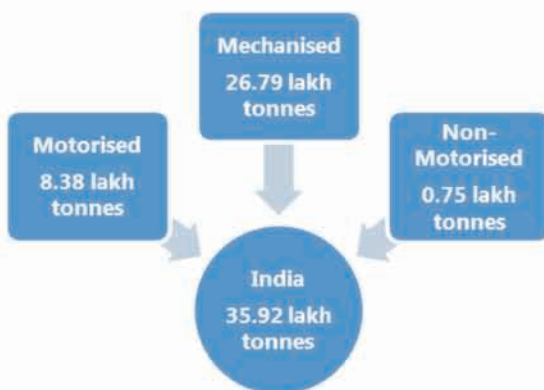 Mechanised
26.79 lakh
tonnes
Motorised
8.38 lakh
tonnes
Non-
Motorised
0.75 lakh
tonnes
India
35.92 lakh
tonnes